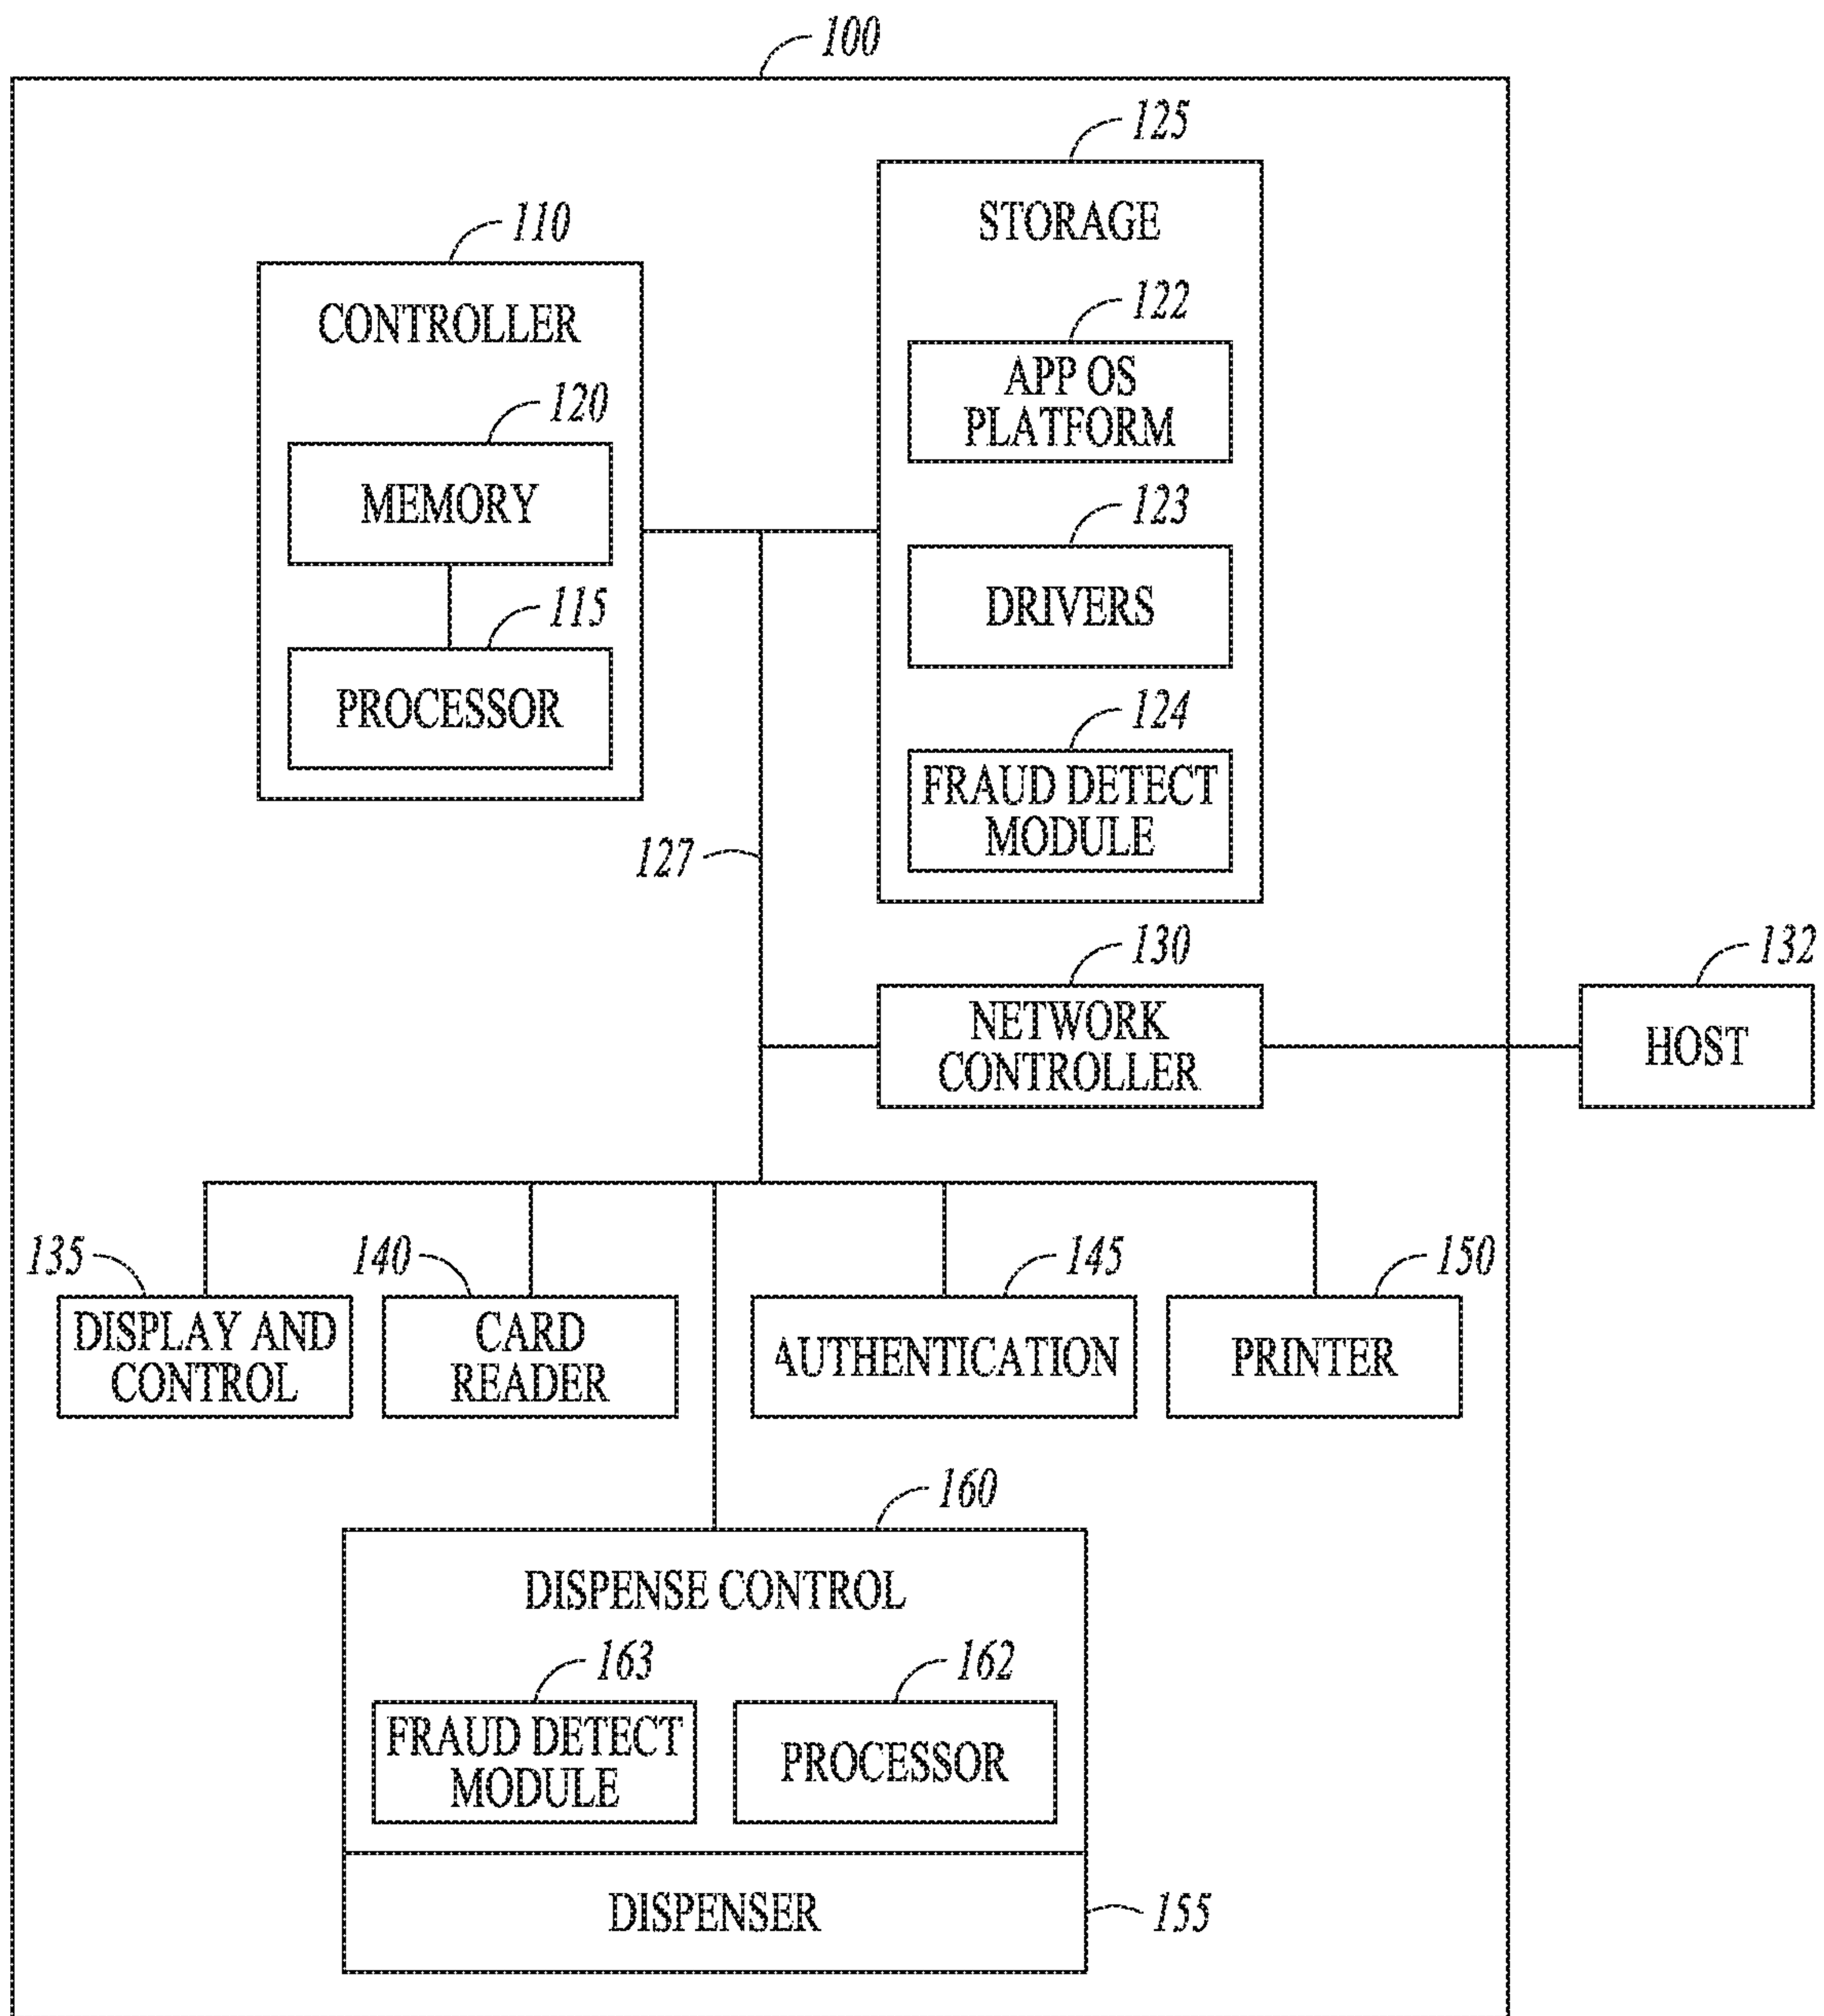 100
125
STORAGE
110
CONTROLLER
122
APP OS
PLATFORM
120
MEMORY
123
DRIVERS
115
PROCESSOR
124
FRAUD DETECT
MODULE
127
130
NETWORK
CONTROLLER
132
HOST
135
DISPLAY AND
CONTROL
140
CARD
READER
145
AUTHENTICATION
150
PRINTER
160
DISPENSE CONTROL
163
FRAUD DETECT
MODULE
162
PROCESSOR
DISPENSER
155